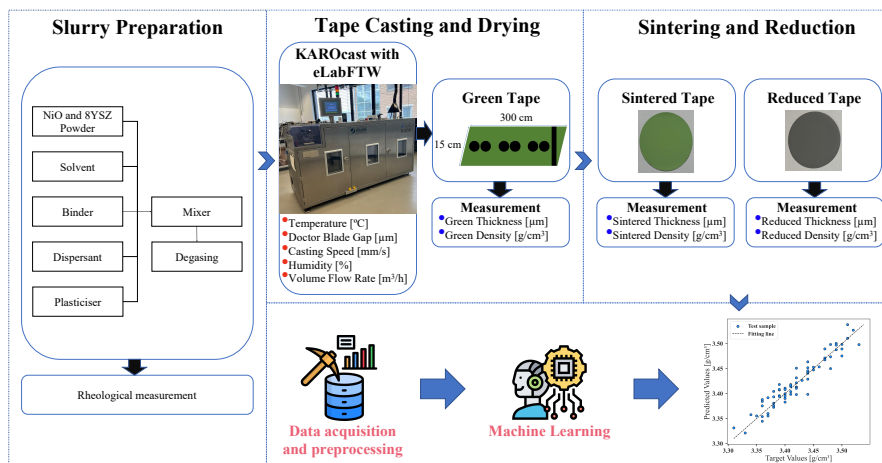 Slurry Preparation
NiO and 8YSZ
Powder
Solvent
Binder
Dispersant
Plasticiser
Mixer
Degasing
Rheological measurement
Tape Casting and Drying
KAROcast with
eLabFTW
Temperature [ºC]
Doctor Blade Gap [µm]
Casting Speed [mm/s]
Humidity [%]
Volume Flow Rate [m³/h]
Green Tape
300 cm
15 cm
Measurement
Green Thickness [µm]
Green Density [g/cm³]
Sintering and Reduction
Sintered Tape
Measurement
Sintered Thickness [µm]
Sintered Density [g/cm³]
Reduced Tape
Measurement
Reduced Thickness [µm]
Reduced Density [g/cm³]
Data acquisition
and preprocessing
Machine Learning
Test sample
Fitting line
Predicted Values [g/cm³]
3.50
3.45
3.40
3.35
3.30
3.30 3.35 3.40 3.45 3.50
Target Values [g/cm³]